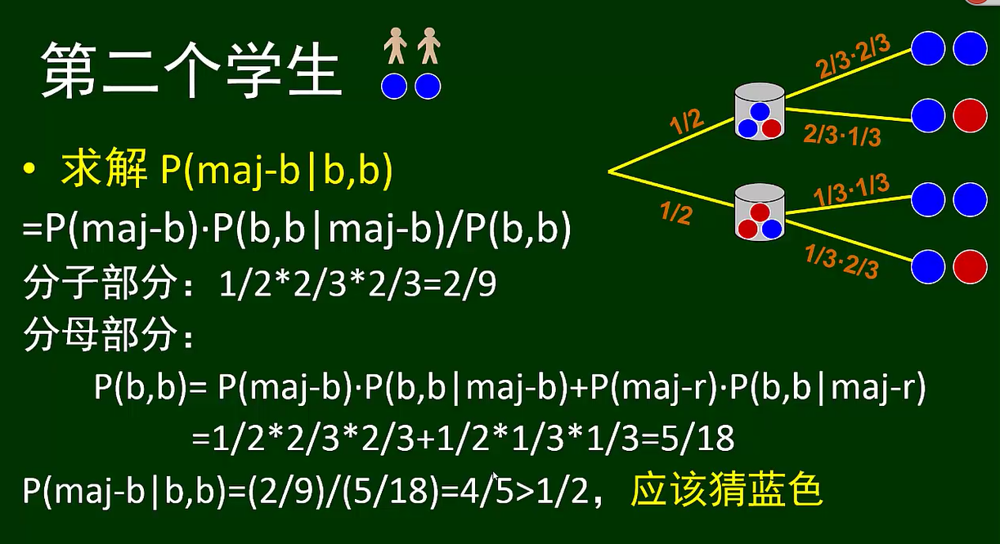 第二个学生
• 求解 P(maj-b|b,b)
=P(maj-b)·P(b,b|maj-b)/P(b,b)
分子部分：1/2*2/3*2/3=2/9
分母部分：
P(b,b)= P(maj-b)·P(b,b|maj-b)+P(maj-r)·P(b,b|maj-r)
=1/2*2/3*2/3+1/2*1/3*1/3=5/18
P(maj-b|b,b)=(2/9)/(5/18)=4/5>1/2，应该猜蓝色
1/2
2/3·2/3
2/3·1/3
1/2
1/3·1/3
1/3·2/3